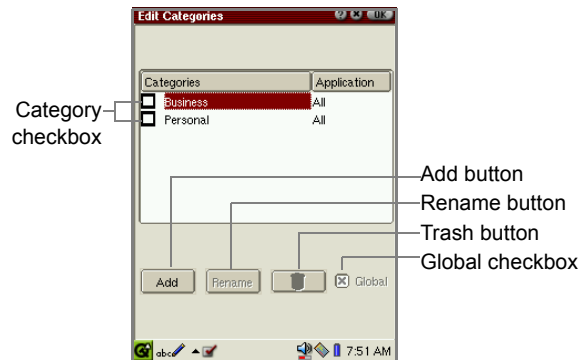 Edit Categories ? X OK
Categories Application
Business All
Personal All
Category
checkbox
Add button
Rename button
Trash button
Global checkbox
Add Rename Global
abc 7:51 AM